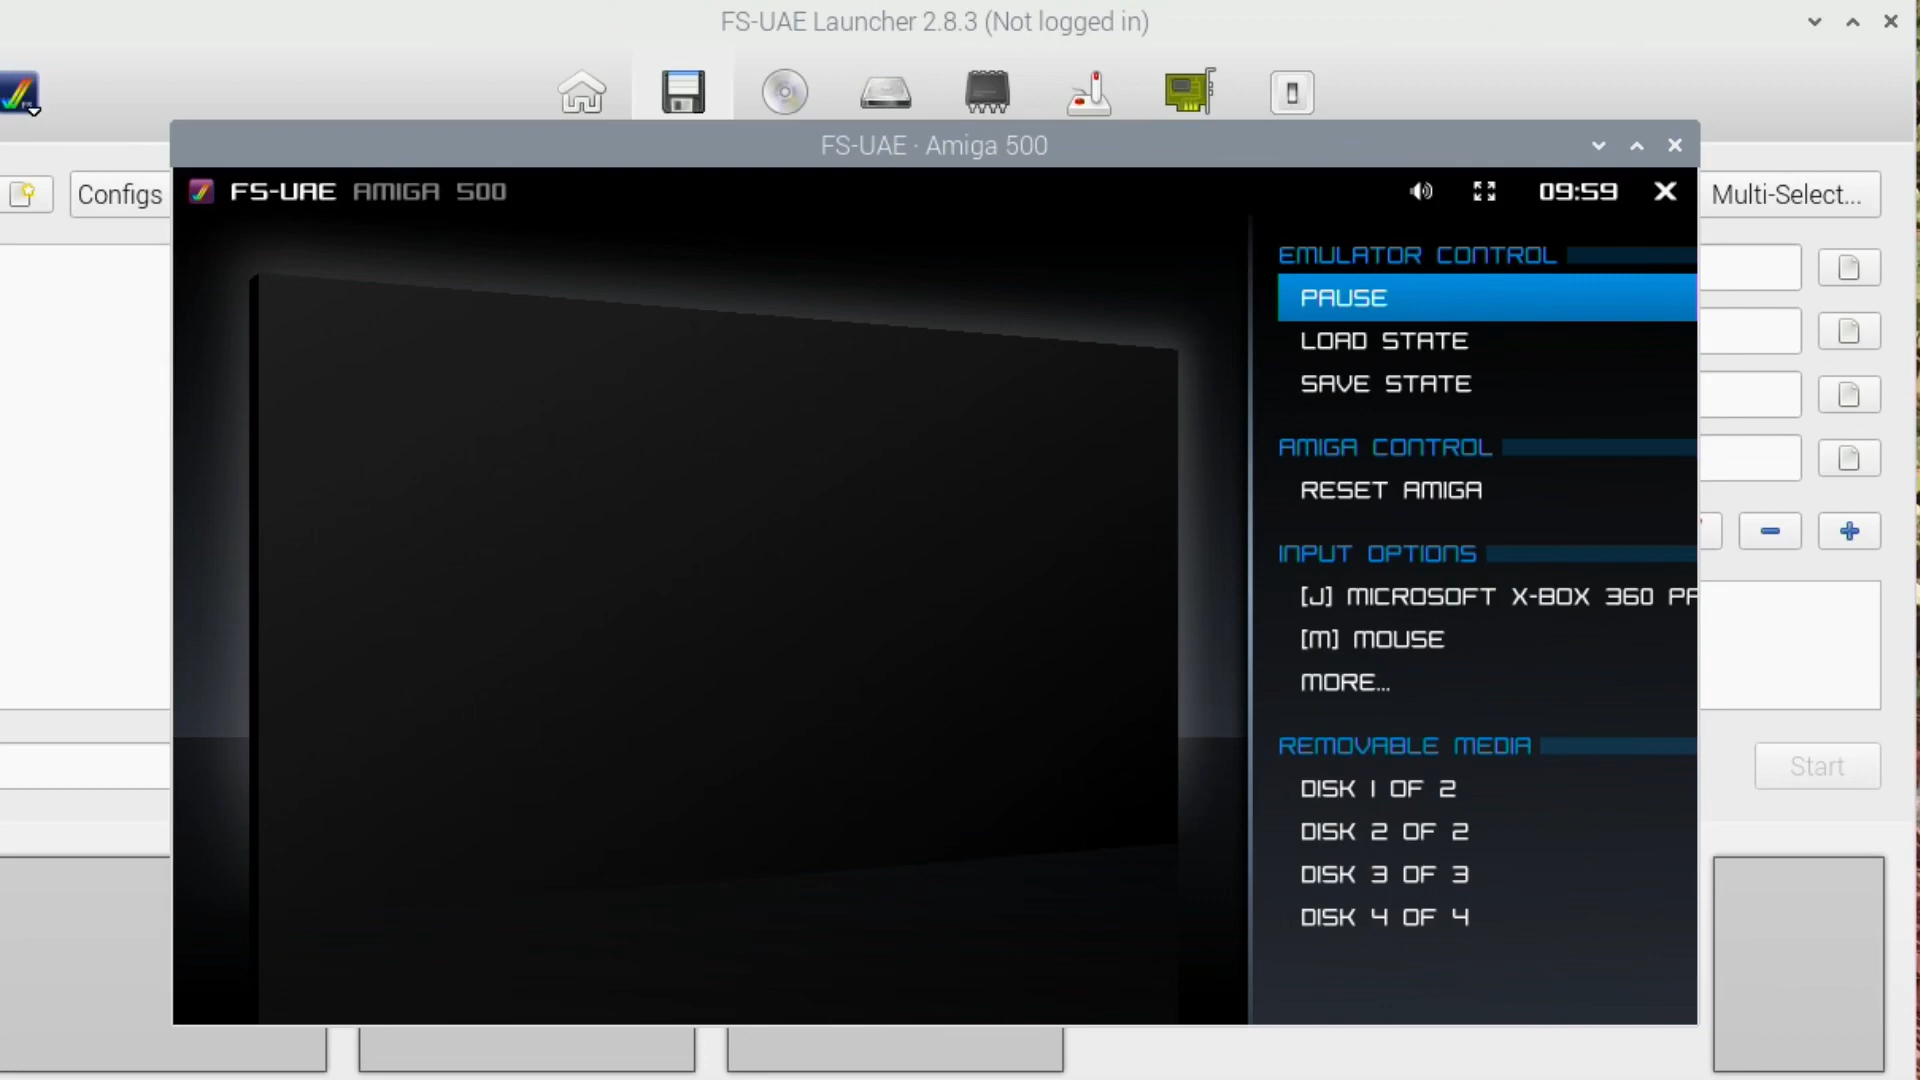 FS-UAE Launcher 2.8.3 (Not logged in)
FS-UAE · Amiga 500
Configs
Multi-Select...
FS-UAE AMIGA 500
09:59
EMULATOR CONTROL
PAUSE
LOAD STATE
SAVE STATE
AMIGA CONTROL
RESET AMIGA
INPUT OPTIONS
[J] MICROSOFT X-BOX 360 PA
[M] MOUSE
MORE...
REMOVABLE MEDIA
DISK 1 OF 2
DISK 2 OF 2
DISK 3 OF 3
DISK 4 OF 4
Start